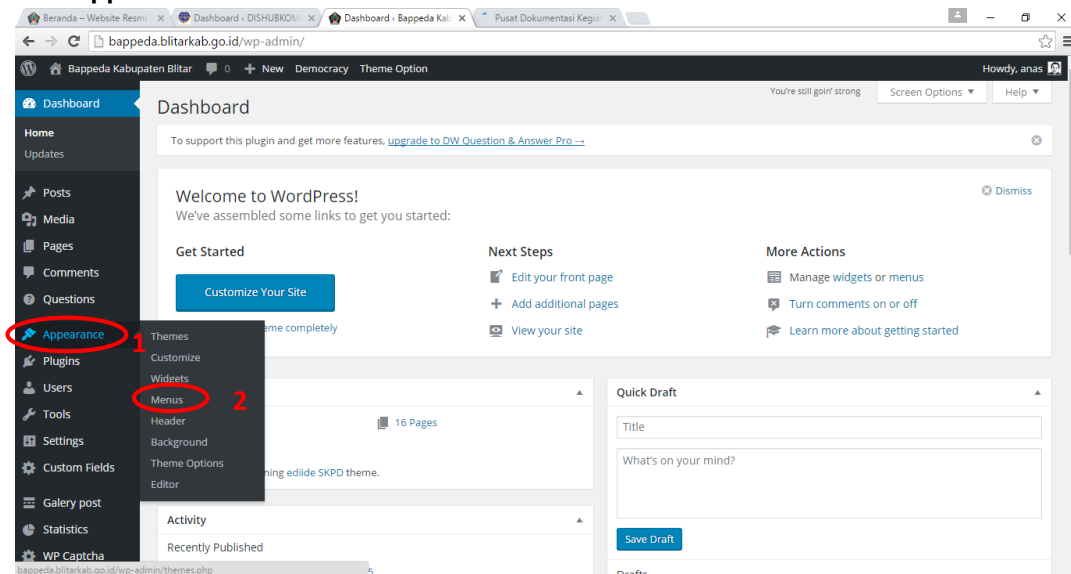 Beranda – Website Resmi
Dashboard ‹ DISHUBKOM
Dashboard ‹ Bappeda Kab
Pusat Dokumentasi Kegia
bappeda.blitarkab.go.id/wp-admin/
Bappeda Kabupaten Blitar 0 + New Democracy Theme Option Howdy, anas
Dashboard
Home
Updates
Posts
Media
Pages
Comments
Questions
Appearance 1
Plugins
Users
Tools
Settings
Custom Fields
Galery post
Statistics
WP Captcha
Themes
Customize
Widgets
Menus 2
Header
Background
Theme Options
Editor
Dashboard
You're still goin' strong
Screen Options ▼ Help ▼
To support this plugin and get more features, upgrade to DW Question & Answer Pro →
Welcome to WordPress!
Dismiss
We've assembled some links to get you started:
Get Started
Customize Your Site
eme completely
Next Steps
Edit your front page
Add additional pages
View your site
More Actions
Manage widgets or menus
Turn comments on or off
Learn more about getting started
16 Pages
ning ediide SKPD theme.
Activity
Recently Published
5
Quick Draft
Title
What's on your mind?
Save Draft
Drafts
bappeda.blitarkab.go.id/wp-admin/themes.php